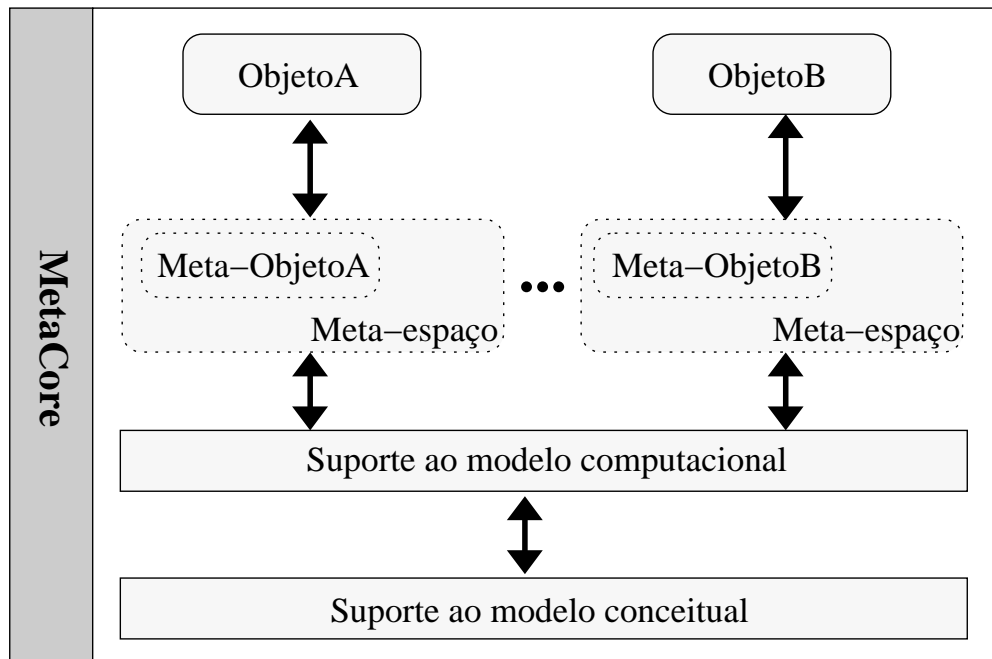 MetaCore
ObjetoA
ObjetoB
Meta−ObjetoA
Meta−espaço
•••
Meta−ObjetoB
Meta−espaço
Suporte ao modelo computacional
Suporte ao modelo conceitual